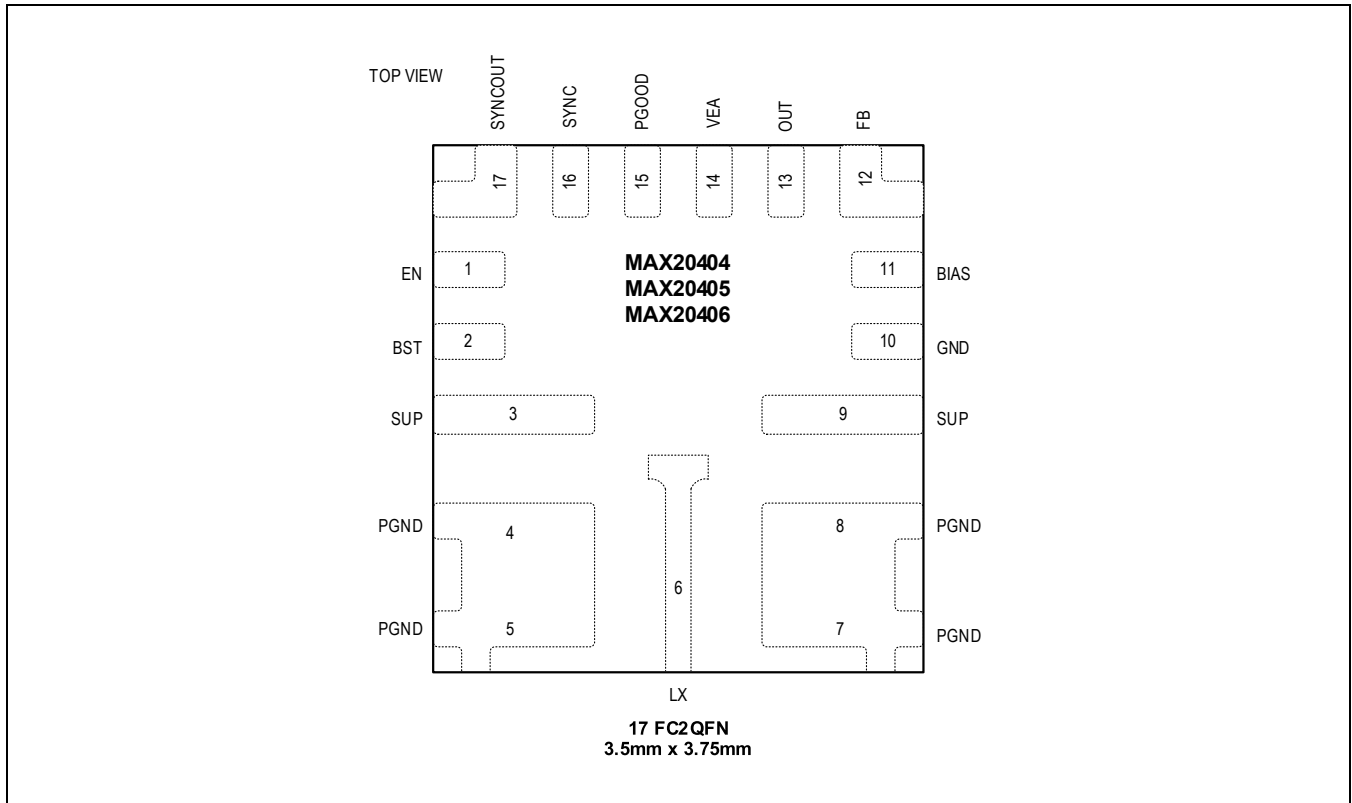 TOP VIEW
SYNCOUT
SYNC
PGOOD
VEA
OUT
FB
17
16
15
14
13
12
MAX20404
MAX20405
MAX20406
EN
1
11
BIAS
BST
2
10
GND
SUP
3
9
SUP
PGND
4
8
PGND
6
PGND
5
7
PGND
LX
17 FC2QFN
3.5mm x 3.75mm